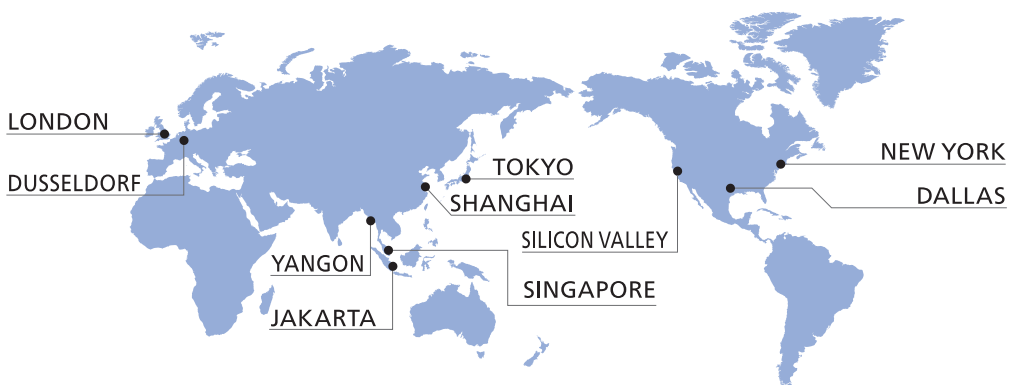 LONDON
DUSSELDORF
TOKYO
SHANGHAI
YANGON
JAKARTA
SINGAPORE
SILICON VALLEY
NEW YORK
DALLAS